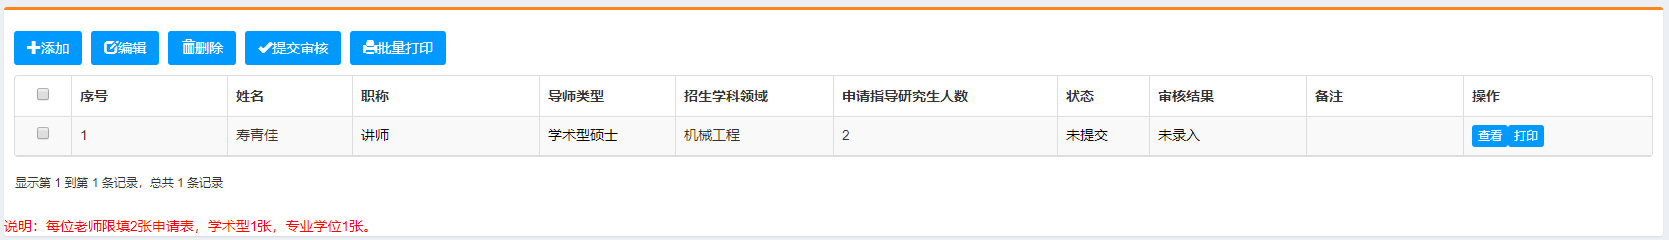 添加 编辑 删除 提交审核 批量打印
序号 姓名 职称 导师类型 招生学科领域 申请指导研究生人数 状态 审核结果 备注 操作
1 寿青佳 讲师 学术型硕士 机械工程 2 未提交 未录入 查看 打印
显示第 1 到第 1 条记录，总共 1 条记录
说明：每位老师限填2张申请表，学术型1张，专业学位1张。